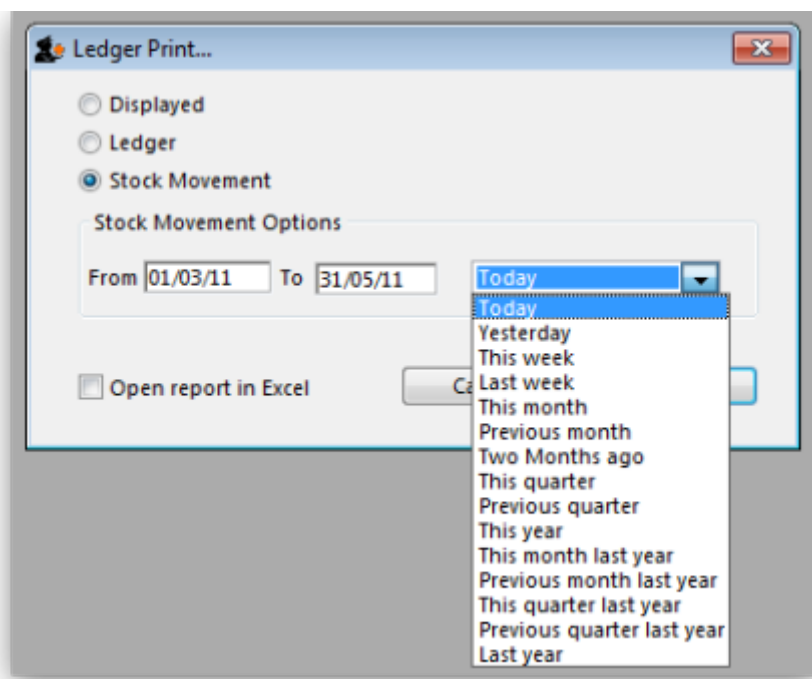 Ledger Print...
Displayed
Ledger
Stock Movement
Stock Movement Options
From 01/03/11 To 31/05/11 Today
Today
Yesterday
This week
Last week
This month
Previous month
Two Months ago
This quarter
Previous quarter
This year
This month last year
Previous month last year
This quarter last year
Previous quarter last year
Last year
Open report in Excel